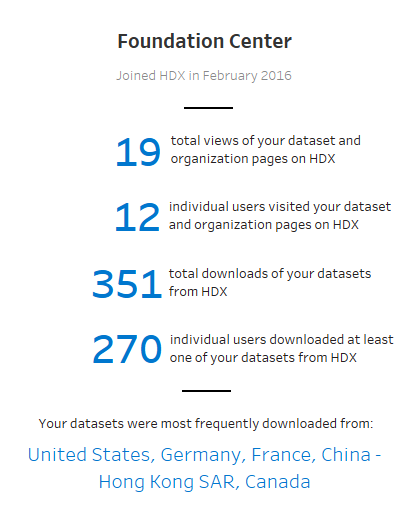 Foundation Center
Joined HDX in February 2016
19 total views of your dataset and
organization pages on HDX
12 individual users visited your dataset
and organization pages on HDX
351 total downloads of your datasets
from HDX
270 individual users downloaded at least
one of your datasets from HDX
Your datasets were most frequently downloaded from:
United States, Germany, France, China -
Hong Kong SAR, Canada